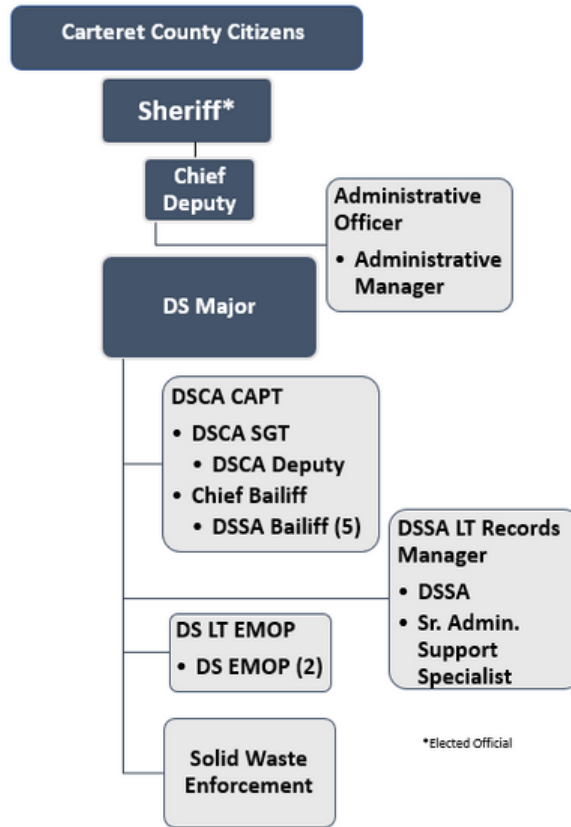 Carteret County Citizens
Sheriff*
Chief
Deputy
Administrative
Officer
• Administrative
Manager
DS Major
DSCA CAPT
• DSCA SGT
• DSCA Deputy
• Chief Bailiff
• DSSA Bailiff (5)
DSSA LT Records
Manager
• DSSA
• Sr. Admin.
Support
Specialist
DS LT EMOP
• DS EMOP (2)
Solid Waste
Enforcement
*Elected Official